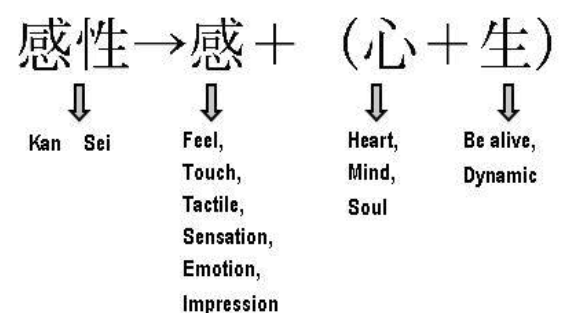 感性→感＋（心＋生）
Kan Sei
Feel,
Touch,
Tactile,
Sensation,
Emotion,
Impression
Heart,
Mind,
Soul
Be alive,
Dynamic